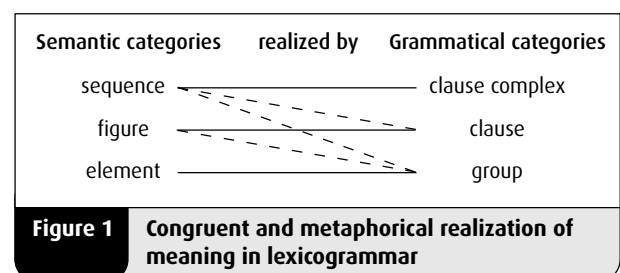 Semantic categories realized by Grammatical categories
sequence clause complex
figure clause
element group
Figure 1 Congruent and metaphorical realization of
meaning in lexicogrammar